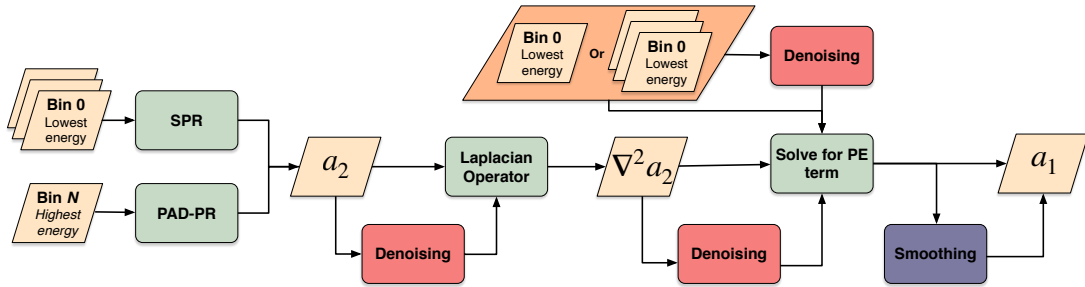 Bin 0
Lowest
energy
Or
Bin 0
Lowest
energy
Denoising
Bin 0
Lowest
energy
SPR
Bin N
Highest
energy
PAD-PR
a₂
Laplacian
Operator
∇²a₂
Solve for PE
term
a₁
Denoising
Denoising
Smoothing